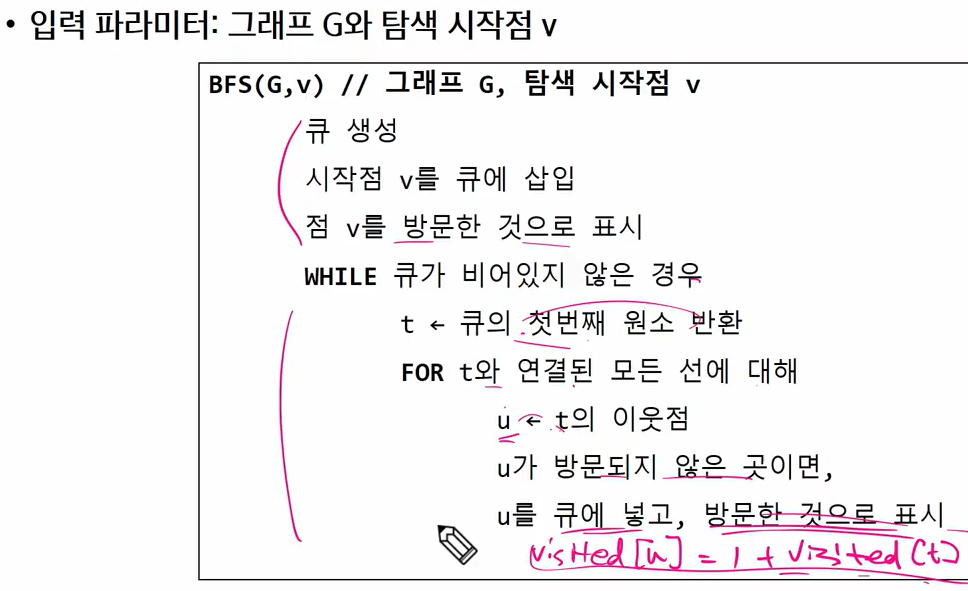 • 입력 파라미터: 그래프 G와 탐색 시작점 v
BFS(G,v) // 그래프 G, 탐색 시작점 v
큐 생성
시작점 v를 큐에 삽입
점 v를 방문한 것으로 표시
WHILE 큐가 비어있지 않은 경우
t ← 큐의 첫번째 원소 반환
FOR t와 연결된 모든 선에 대해
u ← t의 이웃점
u가 방문되지 않은 곳이면,
u를 큐에 넣고, 방문한 것으로 표시
visited[u] = 1 + visited(t)